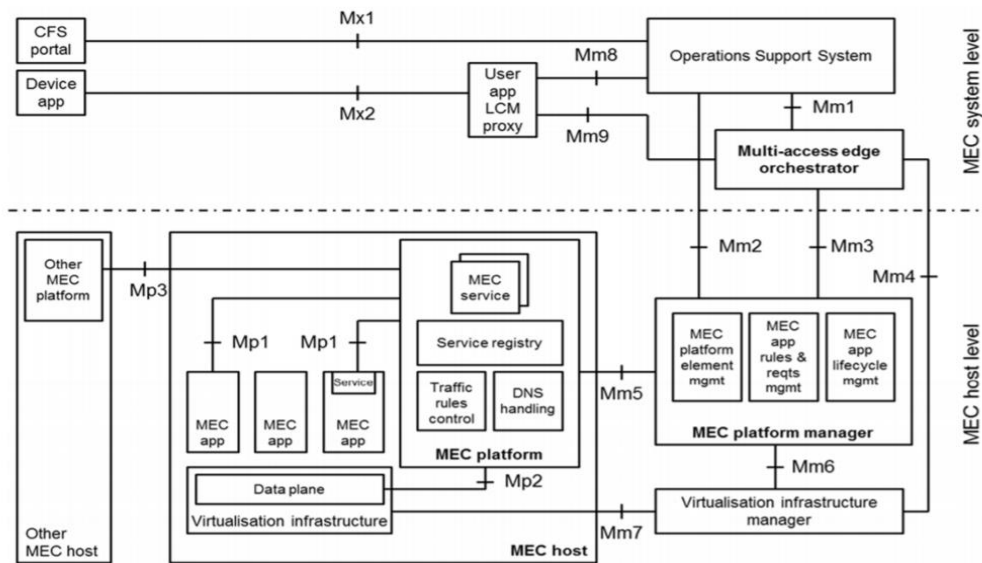 CFS
portal
Mx1
Operations Support System
Device
app
Mx2
User
app
LCM
proxy
Mm8
Mm9
Mm1
Multi-access edge
orchestrator
MEC system level
Other
MEC
platform
Mp3
MEC
service
Mm2
Mm3
Mm4
Mp1
Mp1
Service registry
MEC
platform
element
mgmt
MEC
app
rules &
reqts mgmt
MEC
app
lifecycle
mgmt
MEC host level
MEC
app
MEC
app
Service
MEC
app
Traffic
rules
control
DNS
handling
Mm5
MEC platform
MEC platform manager
Mp2
Mm6
Data plane
Virtualisation infrastructure
Mm7
Virtualisation infrastructure
manager
Other
MEC host
MEC host